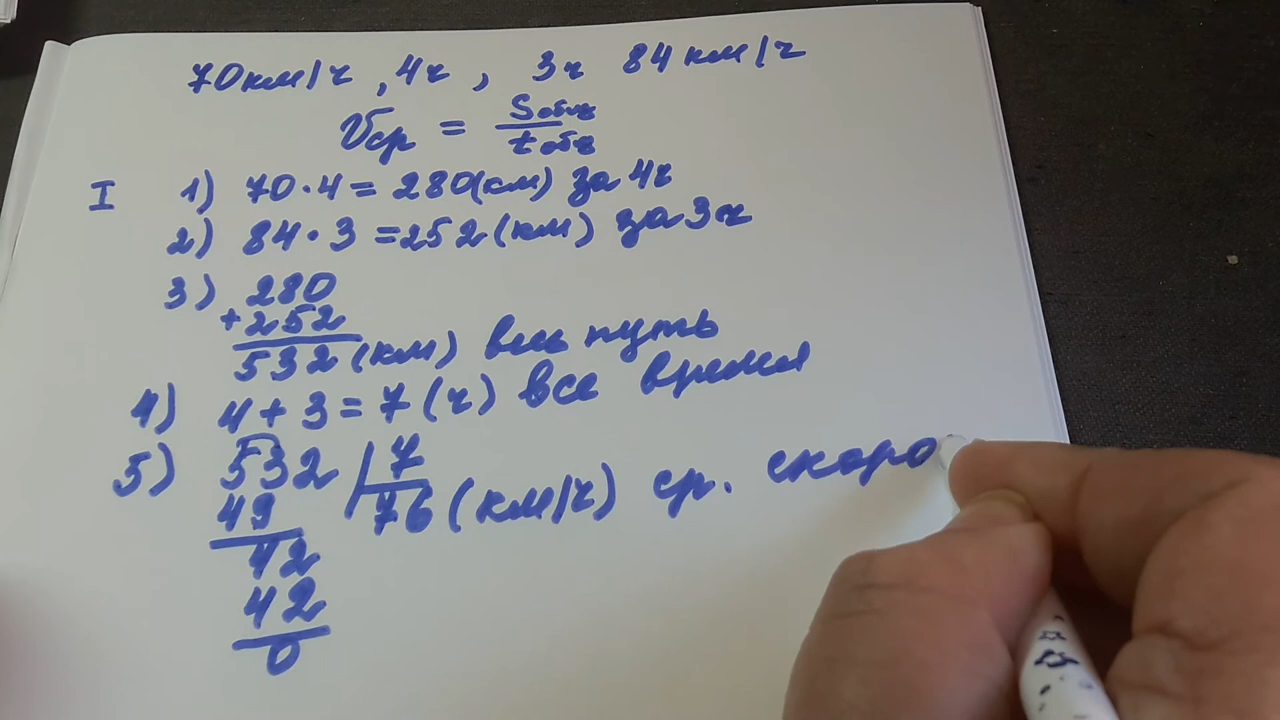 70км/ч , 4ч , 3ч 84км/ч
Vср = Sобщ
tобщ
I 1) 70·4 = 280(км) за 4ч
2) 84·3 =252(км) за 3ч
3) 280
+252
532(км) весь путь
4) 4+3=7(ч) все время
5) 532 7
49 76(км/ч) ср. скоро
42
42
0